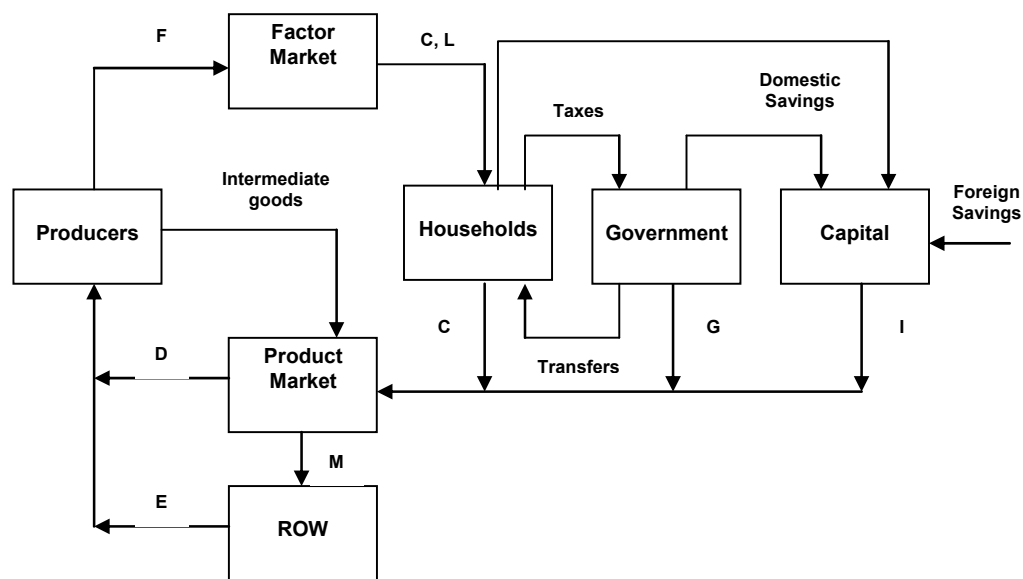 F
Factor
Market
C, L
Domestic
Savings
Taxes
Intermediate
goods
Foreign
Savings
Producers
Households
Government
Capital
C
G
I
D
Product
Market
Transfers
M
E
ROW